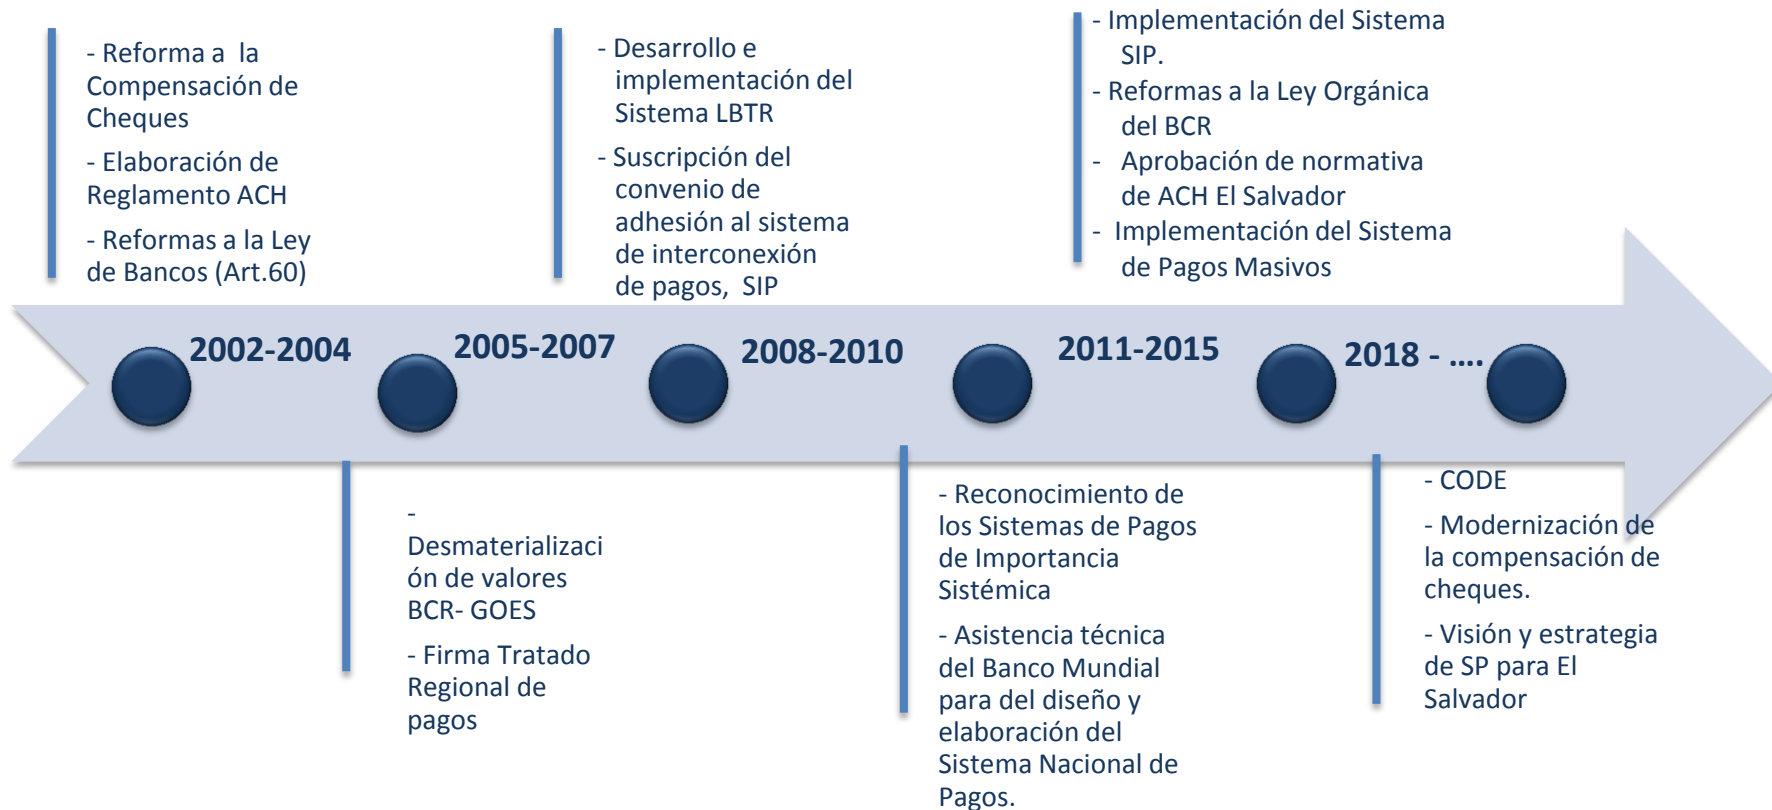 - Reforma a la
Compensación de
Cheques
- Elaboración de
Reglamento ACH
- Reformas a la Ley
de Bancos (Art.60)
- Desarrollo e
implementación del
Sistema LBTR
- Suscripción del
convenio de
adhesión al sistema
de interconexión
de pagos, SIP
- Implementación del Sistema
SIP.
- Reformas a la Ley Orgánica
del BCR
- Aprobación de normativa
de ACH El Salvador
- Implementación del Sistema
de Pagos Masivos
2002-2004
2005-2007
2008-2010
2011-2015
2018 - ....
-
Desmaterializaci
ón de valores
BCR- GOES
- Firma Tratado
Regional de
pagos
- Reconocimiento de
los Sistemas de Pagos
de Importancia
Sistémica
- Asistencia técnica
del Banco Mundial
para del diseño y
elaboración del
Sistema Nacional de
Pagos.
- CODE
- Modernización de
la compensación de
cheques.
- Visión y estrategia
de SP para El
Salvador